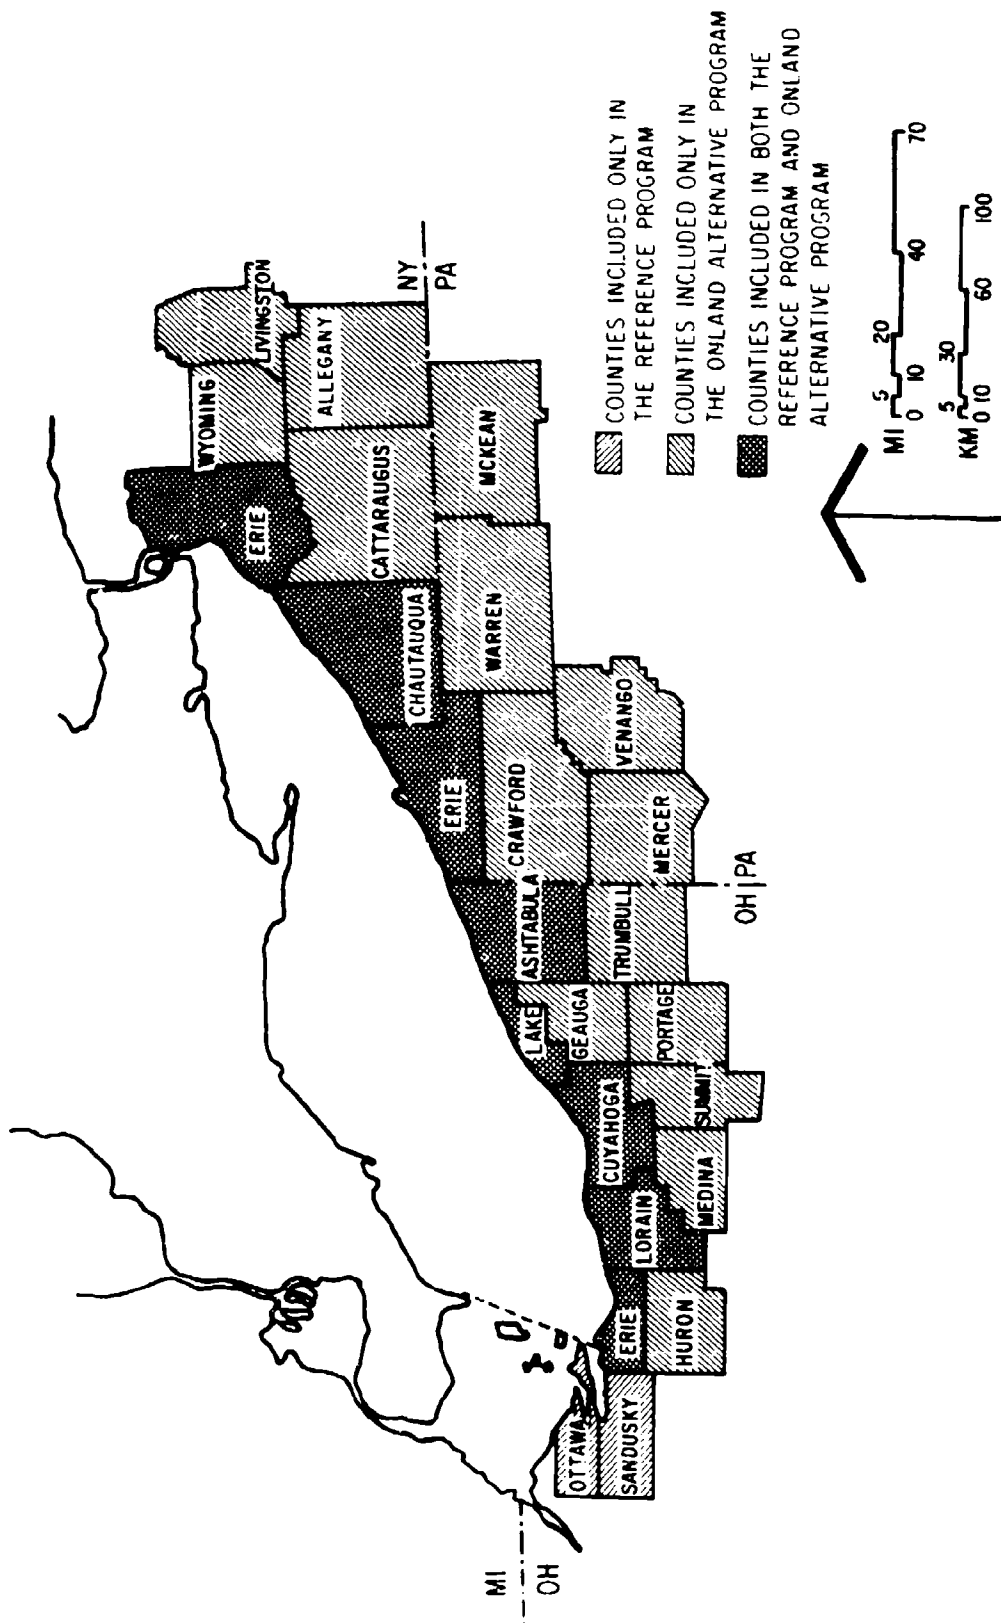 MI
OH
NY
PA
OH
PA
LIVINGSTON
WYOMING
ALLEGANY
ERIE
CATTARAUGUS
MCKEAN
CHAUTAUQUA
WARREN
ERIE
CRAWFORD
VENANGO
MERCER
ASHTABULA
TRUMBULL
LAKE
GEAUGA
PORTAGE
CUYAHOGA
SUMMIT
LORAIN
MEDINA
ERIE
HURON
OTTAWA
SANDUSKY
COUNTIES INCLUDED ONLY IN
THE REFERENCE PROGRAM
COUNTIES INCLUDED ONLY IN
THE ONLAND ALTERNATIVE PROGRAM
COUNTIES INCLUDED IN BOTH THE
REFERENCE PROGRAM AND ONLAND
ALTERNATIVE PROGRAM
MI
0 5 10 20 40 70
KM
0 5 10 30 60 100